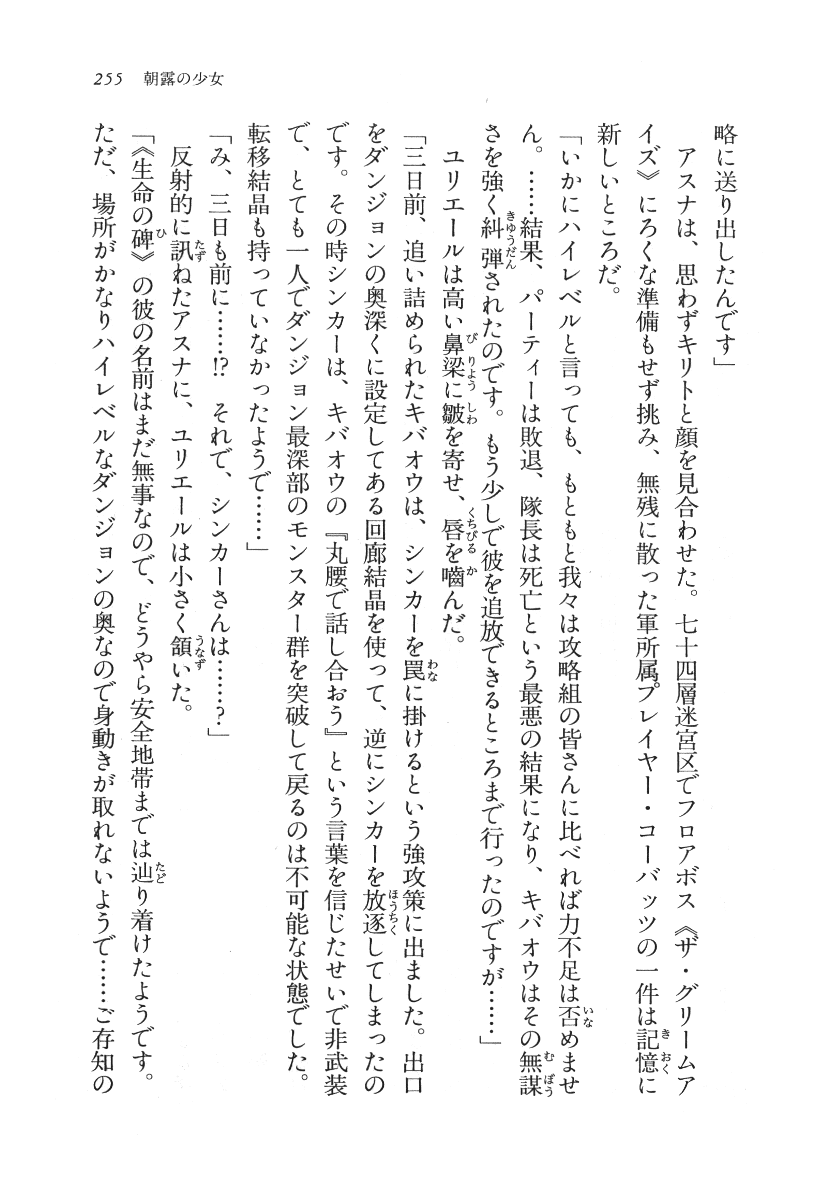 255 朝露の少女
略に送り出したんです」
　アスナは、思わずキリトと顔を見合わせた。七十四層迷宮区でフロアボス《ザ・グリームア
イズ》にろくな準備もせず挑み、無残に散った軍所属プレイヤー・コーバッツの一件は記憶に
新しいところだ。
「いかにハイレベルと言っても、もともと我々は攻略組の皆さんに比べれば力不足は否めませ
ん。……結果、パーティーは敗退、隊長は死亡という最悪の結果になり、キバオウはその無謀
さを強く糾弾されたのです。もう少しで彼を追放できるところまで行ったのですが……」
　ユリエールは高い鼻梁に皺を寄せ、唇を嚙んだ。
「三日前、追い詰められたキバオウは、シンカーを罠に掛けるという強攻策に出ました。出口
をダンジョンの奥深くに設定してある回廊結晶を使って、逆にシンカーを放逐してしまったの
です。その時シンカーは、キバオウの『丸腰で話し合おう』という言葉を信じたせいで非武装
で、とても一人でダンジョン最深部のモンスター群を突破して戻るのは不可能な状態でした。
転移結晶も持っていなかったようで……」
「み、三日も前に……!?　それで、シンカーさんは……？」
　反射的に訊ねたアスナに、ユリエールは小さく頷いた。
「《生命の碑》の彼の名前はまだ無事なので、どうやら安全地帯までは辿り着けたようです。
ただ、場所がかなりハイレベルなダンジョンの奥なので身動きが取れないようで……ご存知の